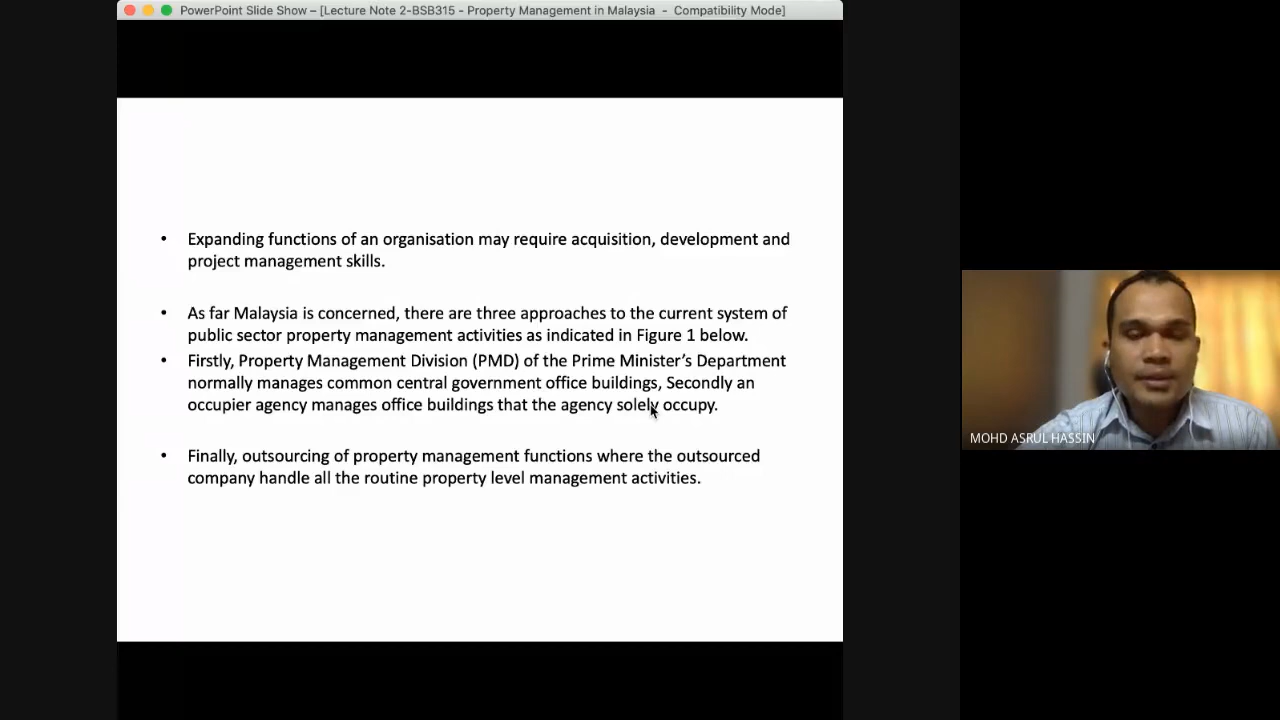 PowerPoint Slide Show – [Lecture Note 2-BSB315 - Property Management in Malaysia - Compatibility Mode]
• Expanding functions of an organisation may require acquisition, development and
project management skills.
• As far Malaysia is concerned, there are three approaches to the current system of
public sector property management activities as indicated in Figure 1 below.
• Firstly, Property Management Division (PMD) of the Prime Minister’s Department
normally manages common central government office buildings, Secondly an
occupier agency manages office buildings that the agency solely occupy.
• Finally, outsourcing of property management functions where the outsourced
company handle all the routine property level management activities.
MOHD ASRUL HASSIN